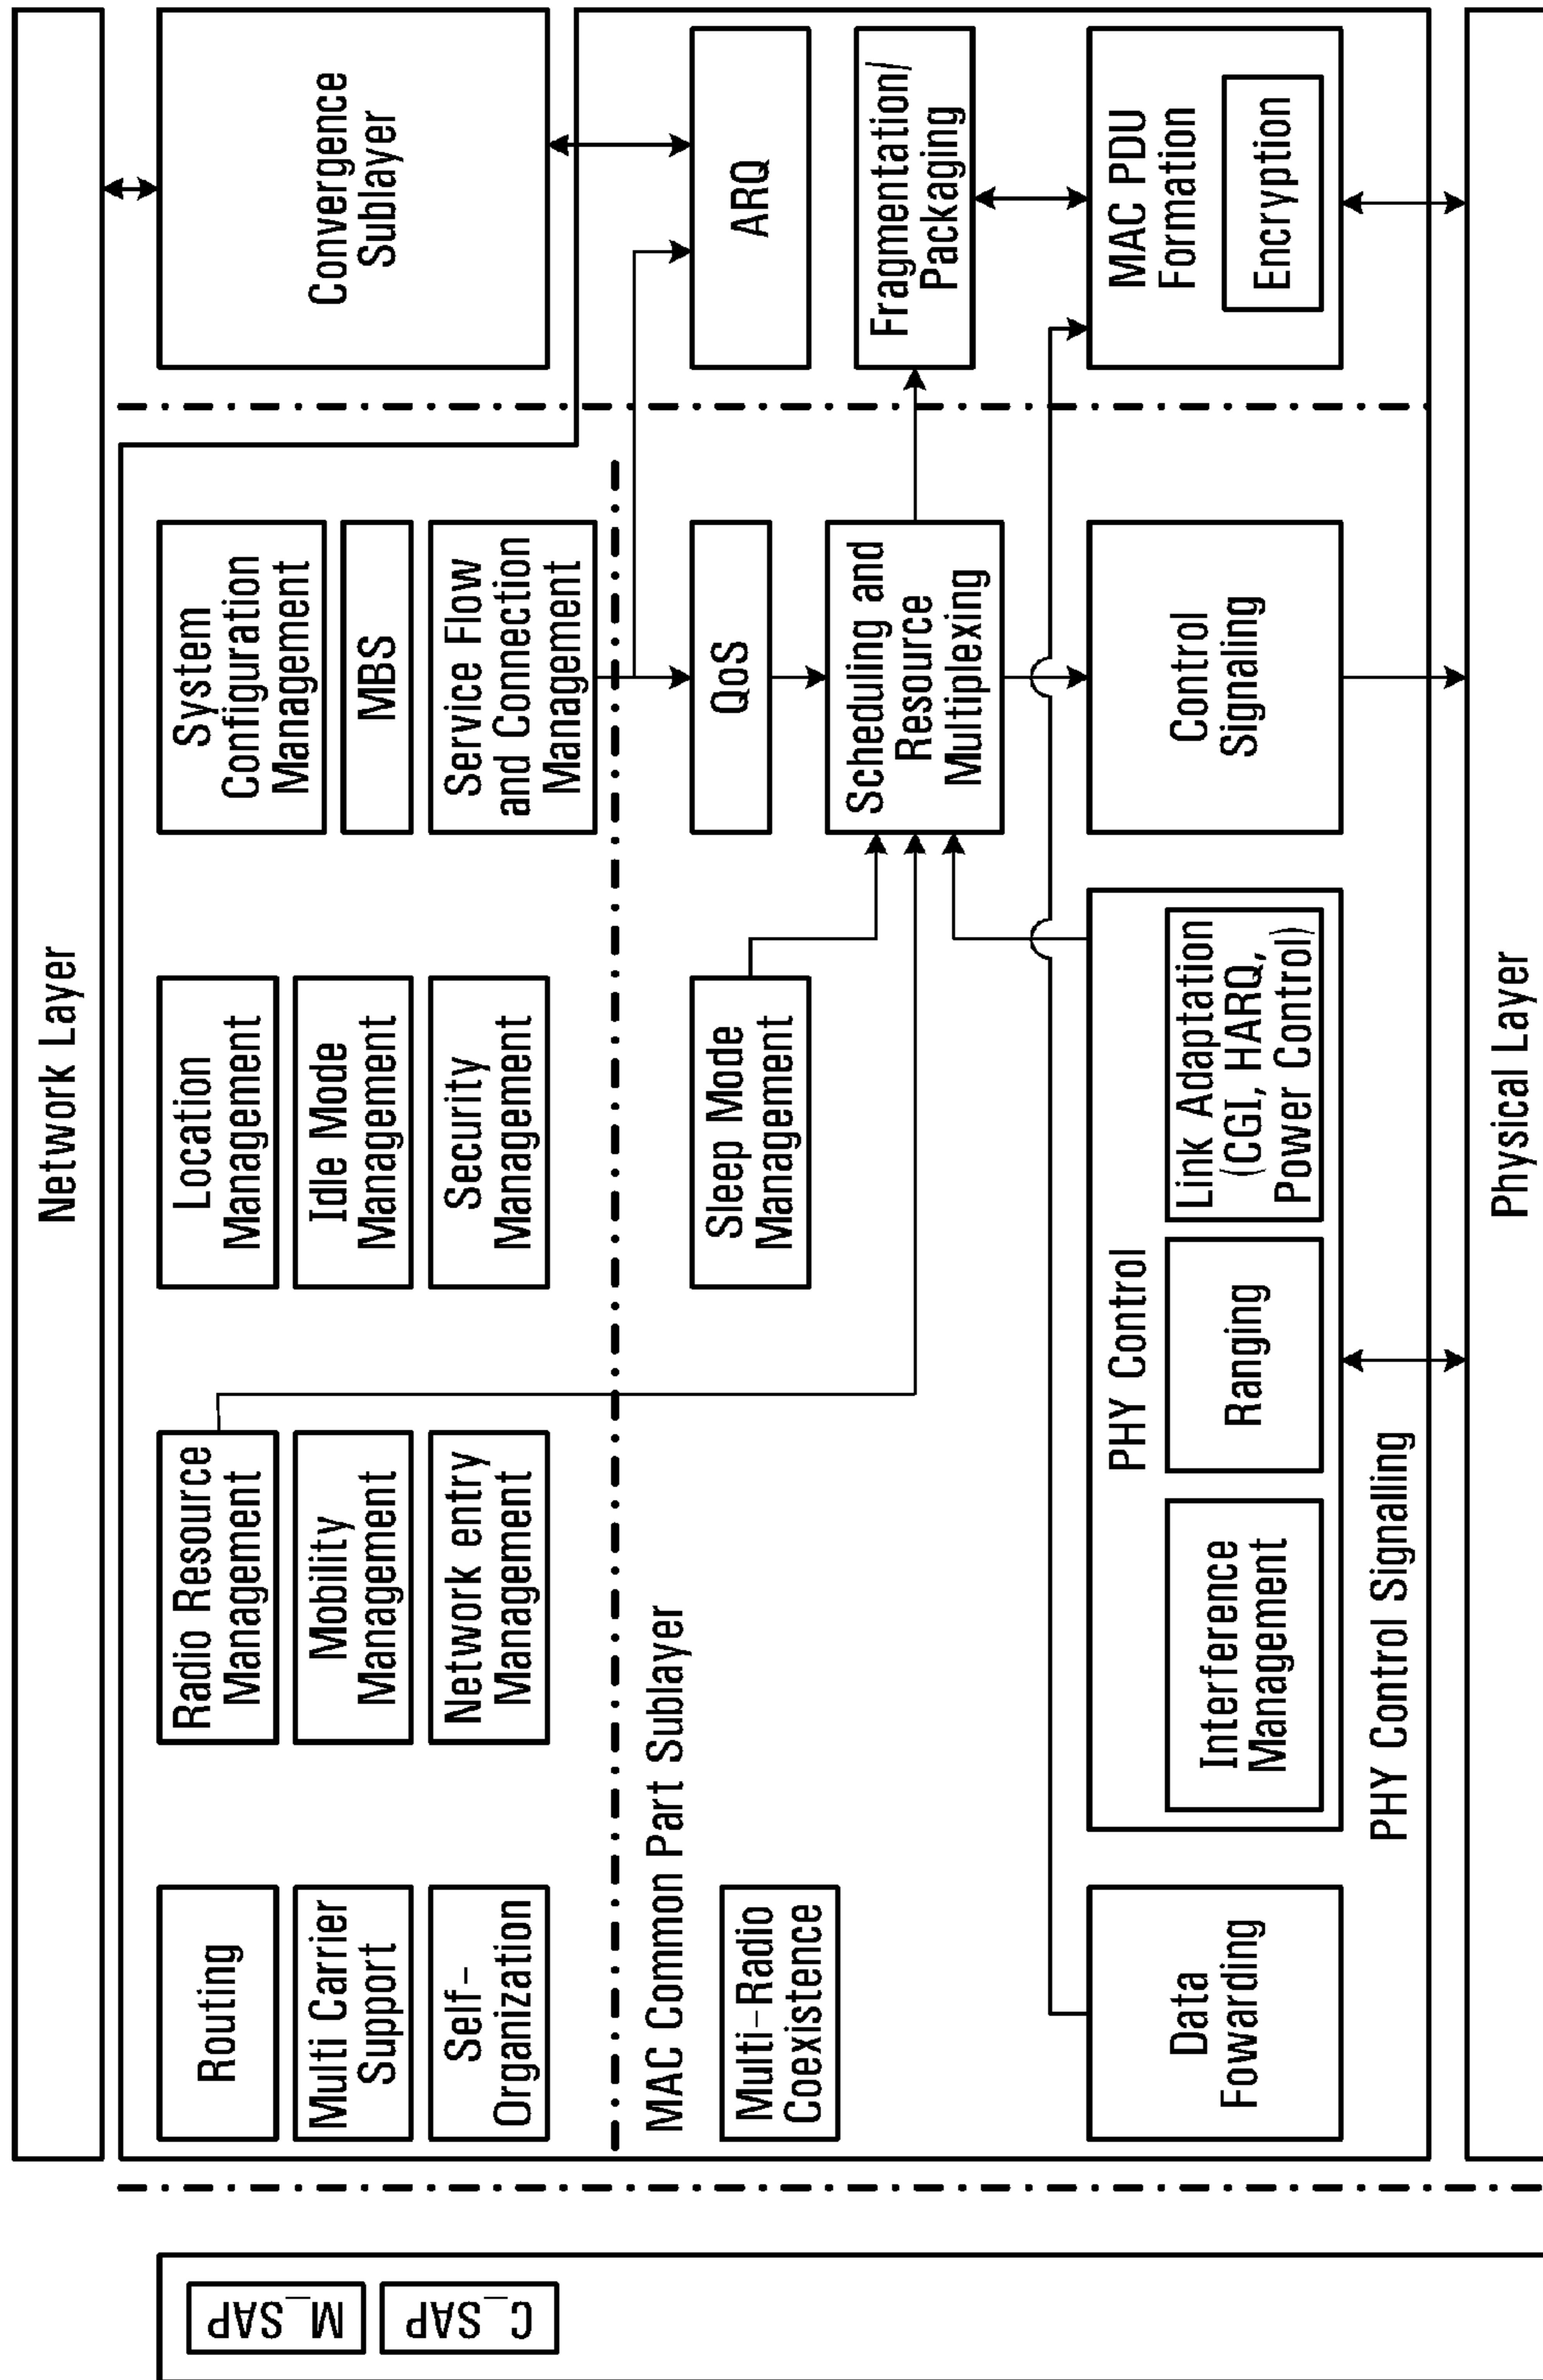 Network Layer
M_SAP
C_SAP
Routing
Multi Carrier
Support
Self-
Organization
Radio Resource
Management
Mobility
Management
Network entry
Management
Location
Management
Idle Mode
Management
Security
Management
System
Configuration
Management
MBS
Service Flow
and Connection
Management
Convergence
Sublayer
MAC Common Part Sublayer
Multi-Radio
Coexistence
Sleep Mode
Management
QoS
Scheduling and
Resource
Multiplexing
ARQ
Fragmentation/
Packaging
Data
Fowarding
PHY Control
Interference
Management
Ranging
Link Adaptation
(CGI, HARQ,
Power Control)
Control
Signaling
MAC PDU
Formation
Encryption
PHY Control Signalling
Physical Layer